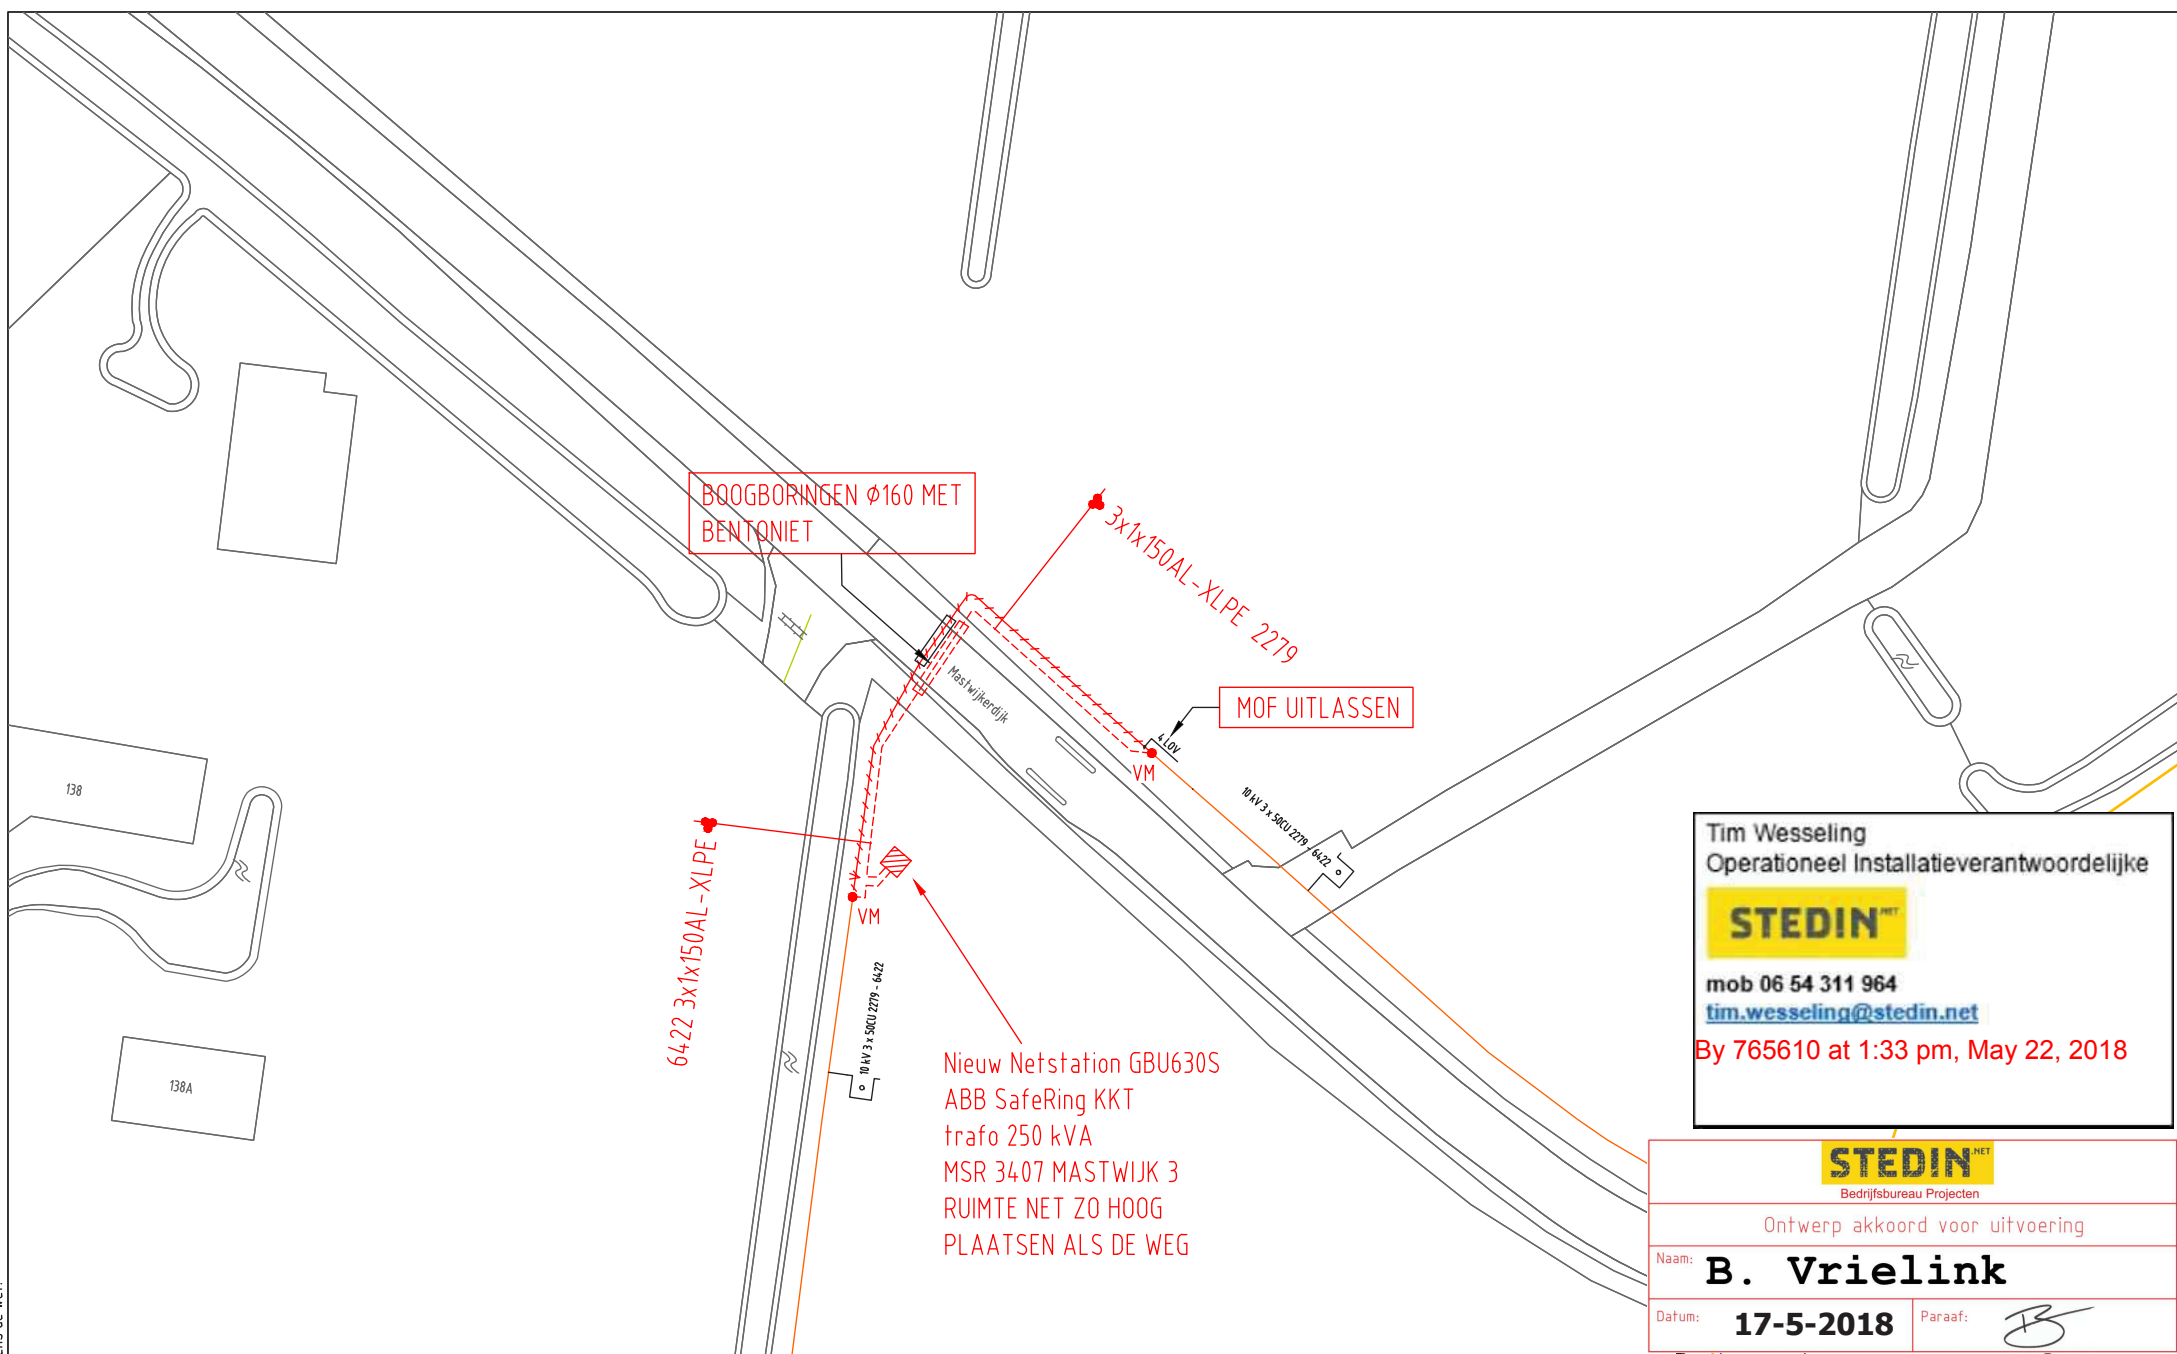 BOOGBORINGEN Ø160 MET
BENTONIET
3x1x150AL-XLPE 2279
Mastwijkerdijk
MOF UITLASSEN
4 LOV
VM
10 kV 3 x 50CU 2279 - 6422
138
6422 3x1x150AL-XLPE
VM
10 kV 3 x 50CU 2279 - 6422
138A
Nieuw Netstation GBU630S
ABB SafeRing KKT
trafo 250 kVA
MSR 3407 MASTWIJK 3
RUIMTE NET ZO HOOG
PLAATSEN ALS DE WEG
Tim Wesseling
Operationeel Installatieverantwoordelijke
STEDIN.NET
mob 06 54 311 964
tim.wesseling@stedin.net
By 765610 at 1:33 pm, May 22, 2018
STEDIN.NET
Bedrijfsbureau Projecten
Ontwerp akkoord voor uitvoering
Naam: B. Vrielink
Datum: 17-5-2018 Paraaf: